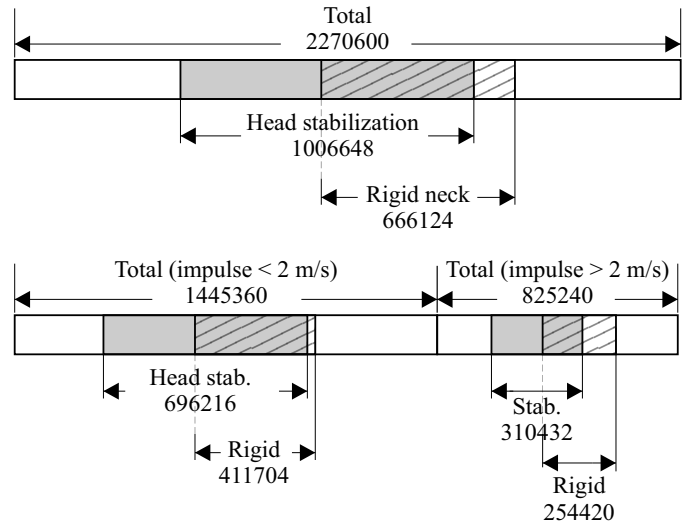 Total
2270600
Head stabilization
1006648
Rigid neck
666124
Total (impulse < 2 m/s)
1445360
Total (impulse > 2 m/s)
825240
Head stab.
696216
Rigid
411704
Stab.
310432
Rigid
254420